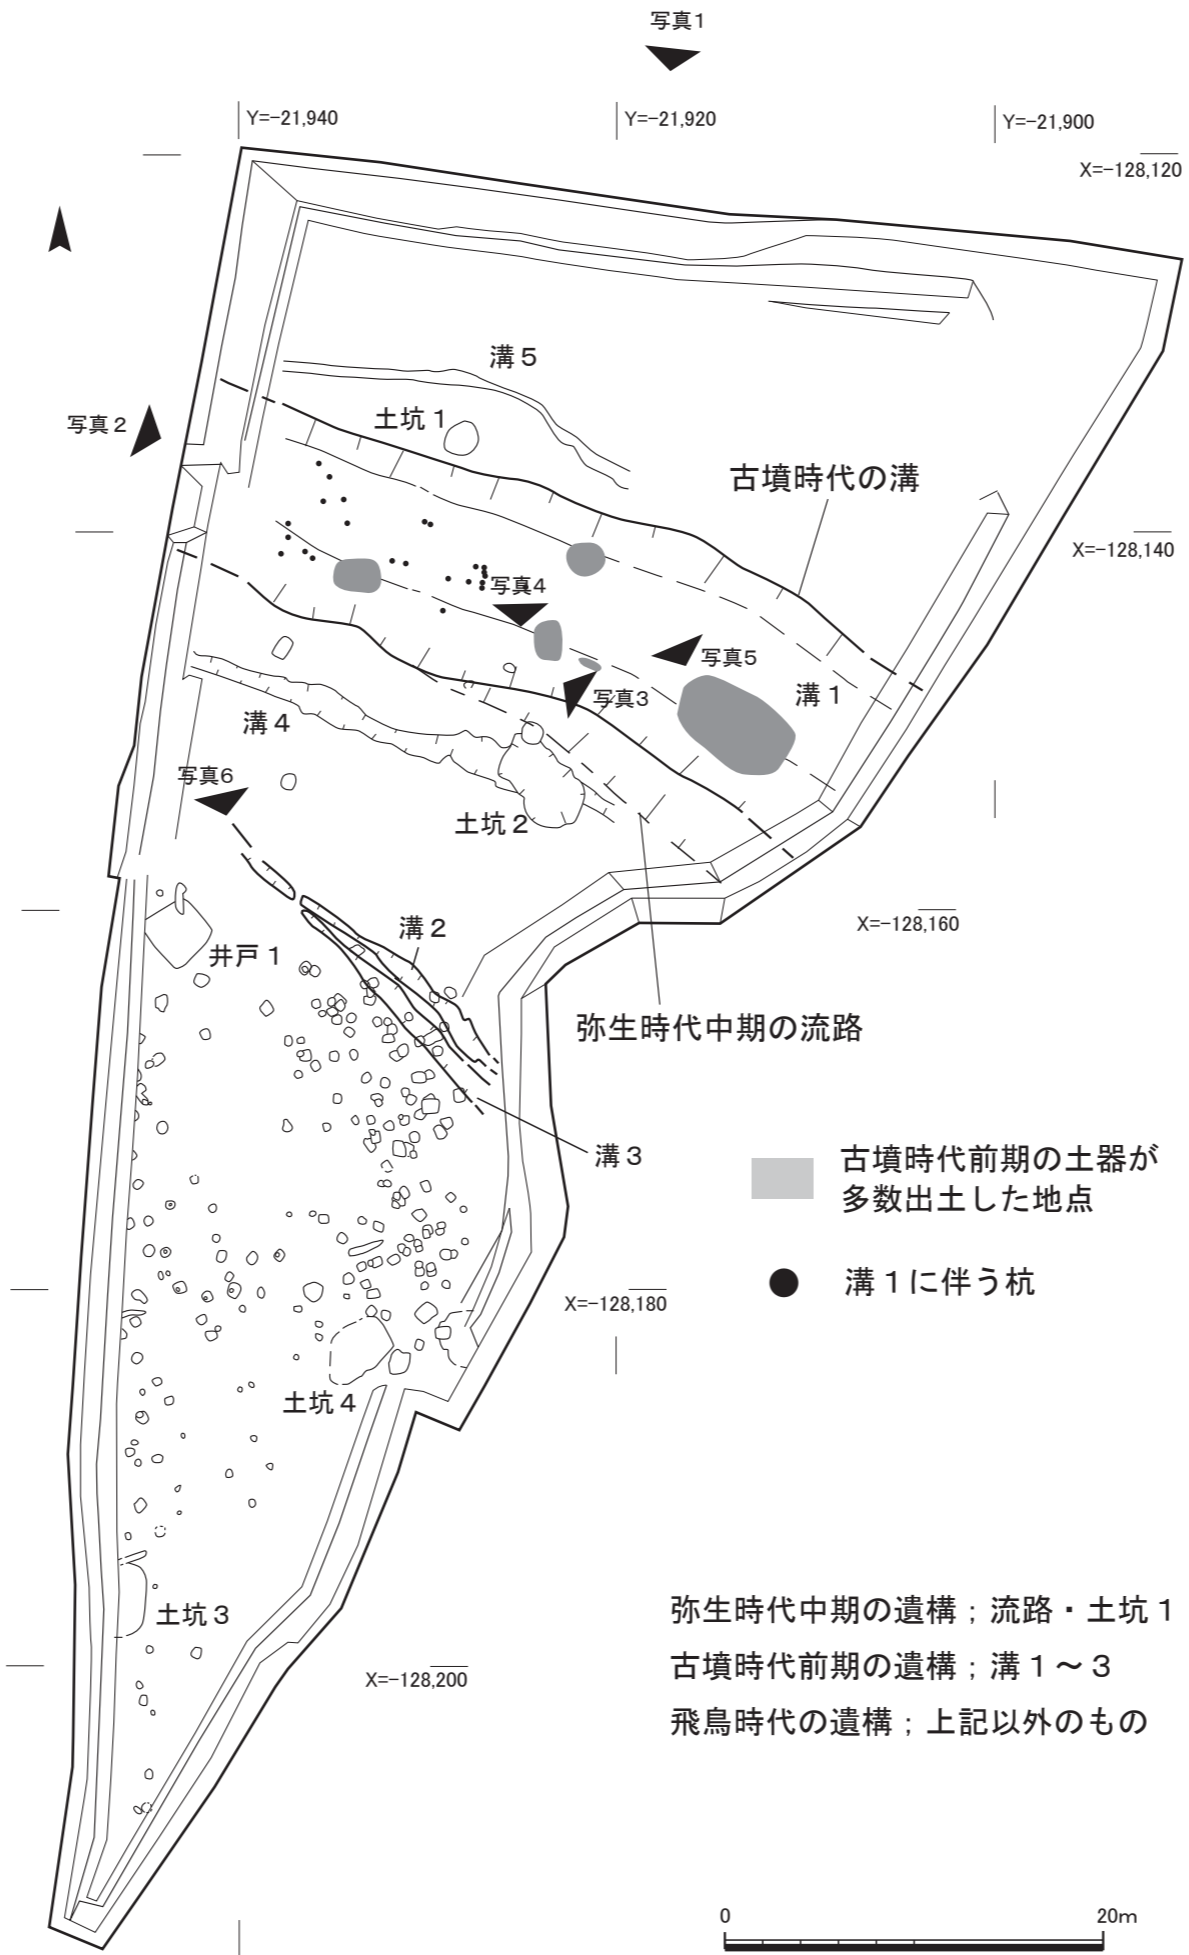 写真1
Y=-21,940
Y=-21,920
Y=-21,900
X=-128,120
溝５
写真２
土坑１
古墳時代の溝
X=-128,140
写真4
写真5
写真3
溝１
溝４
写真6
土坑２
X=-128,160
溝２
井戸１
弥生時代中期の流路
溝３
古墳時代前期の土器が
多数出土した地点
溝１に伴う杭
X=-128,180
土坑４
土坑３
弥生時代中期の遺構；流路・土坑１
古墳時代前期の遺構；溝１～３
飛鳥時代の遺構；上記以外のもの
X=-128,200
0
20m